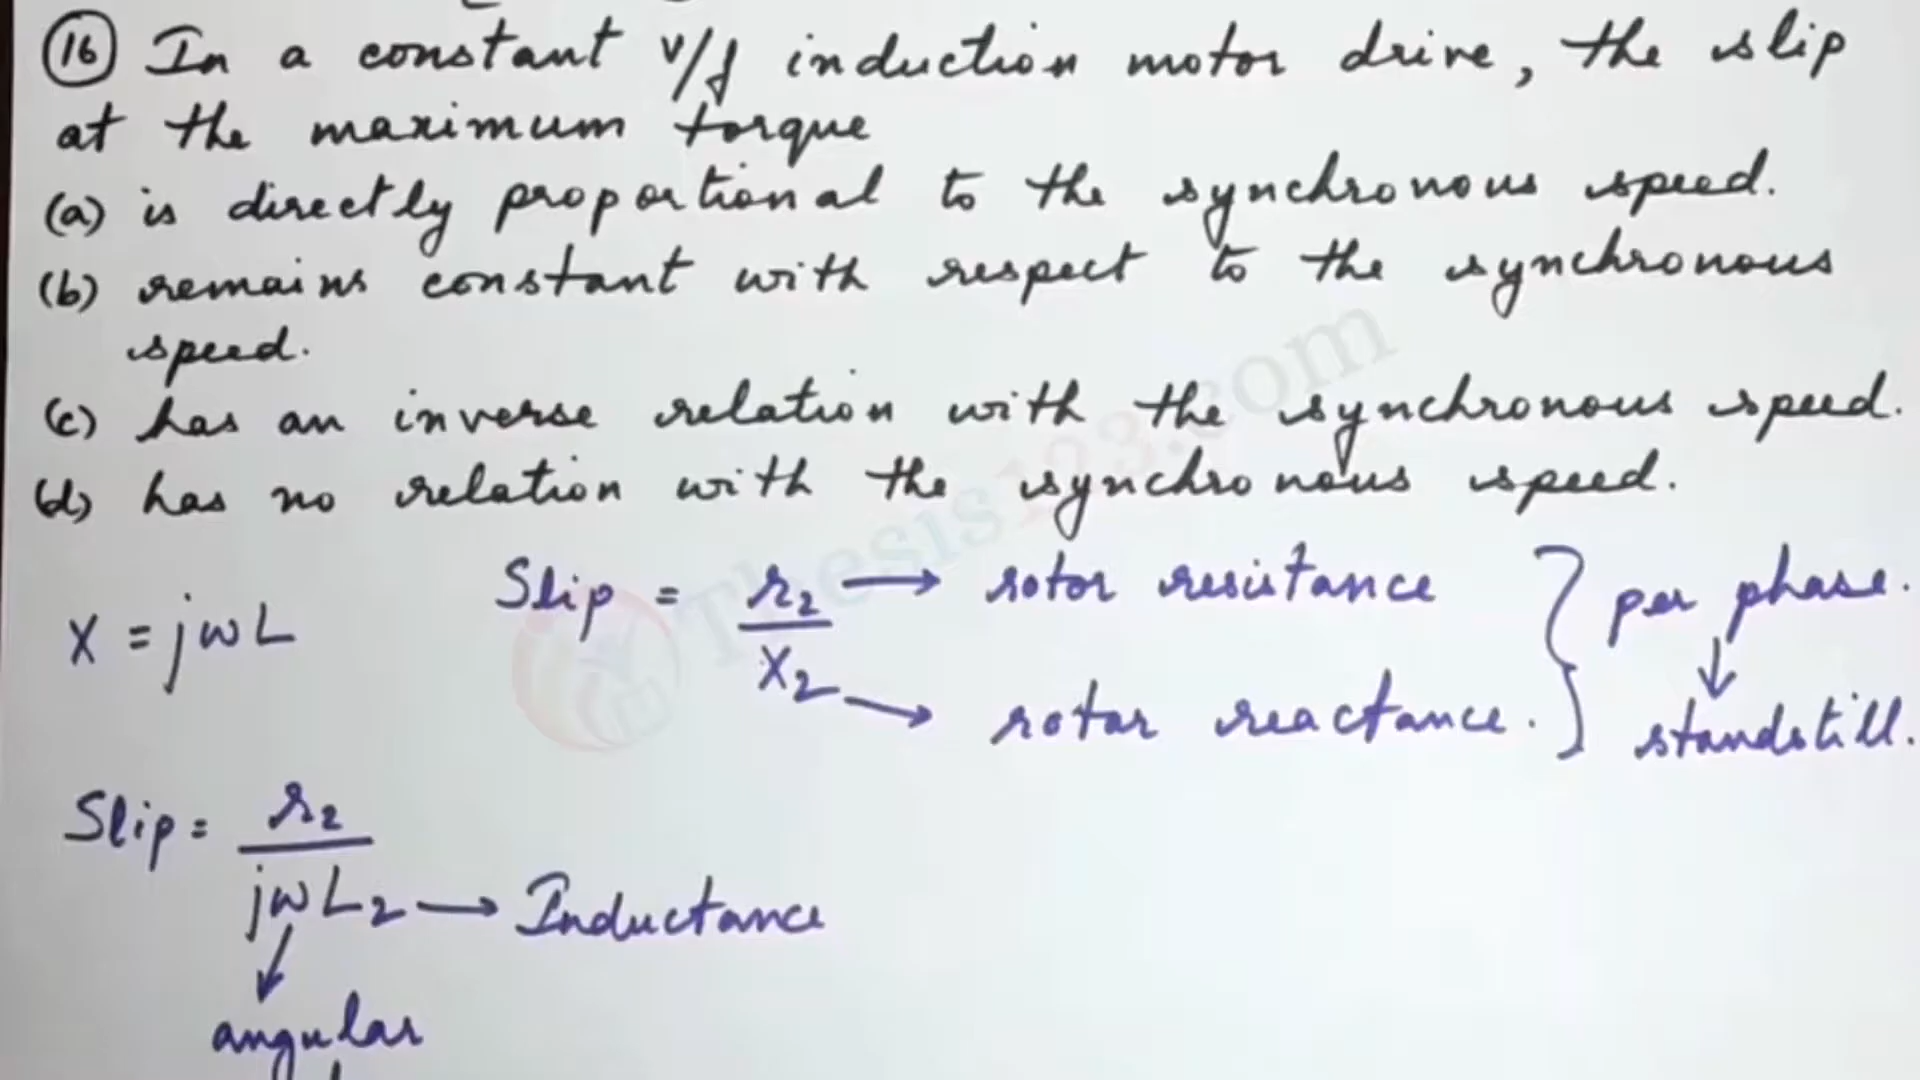 (16) In a constant v/f induction motor drive, the slip
at the maximum torque
(a) is directly proportional to the synchronous speed.
(b) remains constant with respect to the synchronous
speed.
(c) has an inverse relation with the synchronous speed.
(d) has no relation with the synchronous speed.
Thesis123.com
X = jωL
Slip = r₂ → rotor resistance } per phase.
X₂ → rotor reactance. ↓ standstill.
Slip = r₂
jωL₂ → Inductance
↓
angular